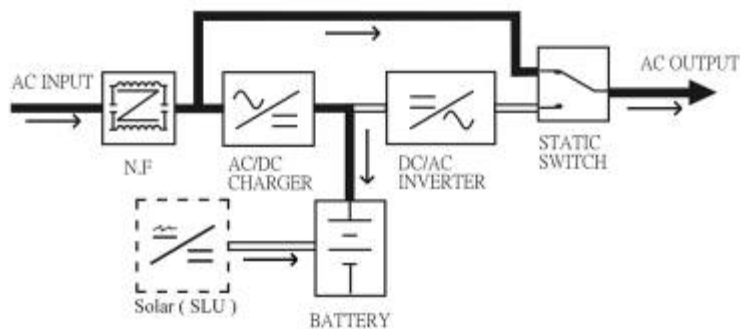 AC INPUT
AC OUTPUT
N.F
AC/DC
CHARGER
DC/AC
INVERTER
STATIC
SWITCH
Solar ( SLU )
BATTERY